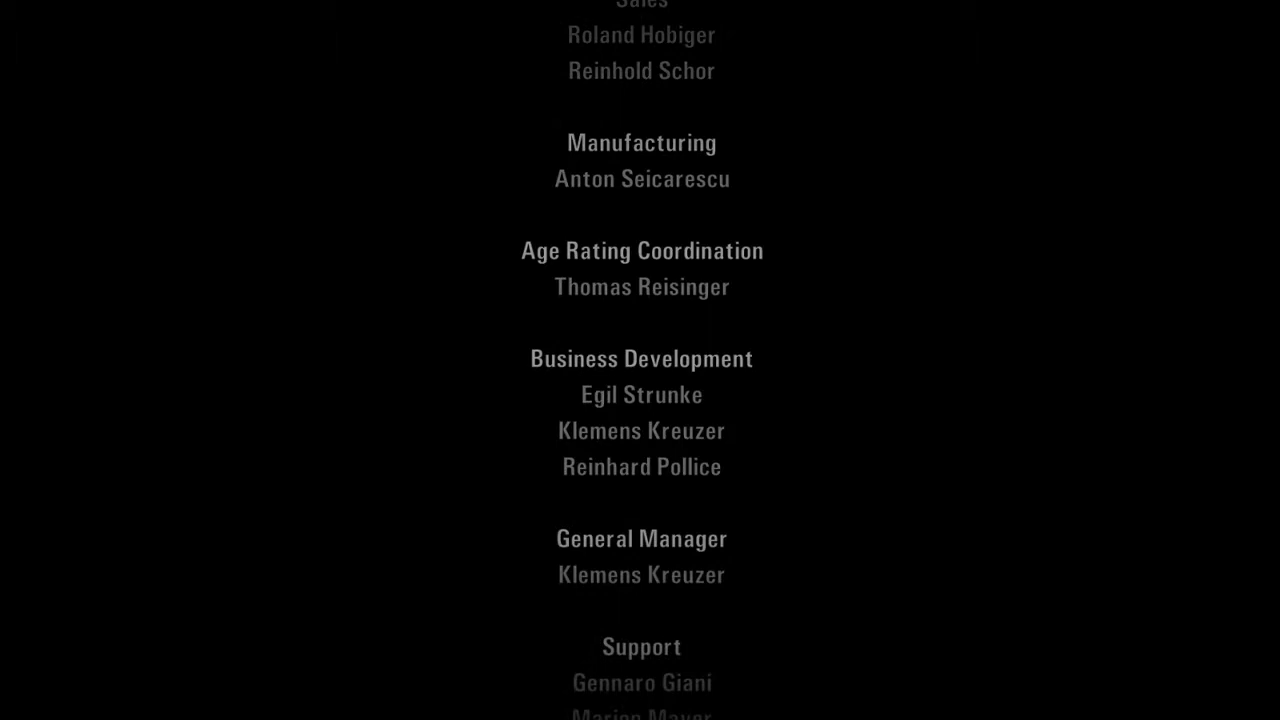 Sales
Roland Hobiger
Reinhold Schor
Manufacturing
Anton Seicarescu
Age Rating Coordination
Thomas Reisinger
Business Development
Egil Strunke
Klemens Kreuzer
Reinhard Pollice
General Manager
Klemens Kreuzer
Support
Gennaro Giani